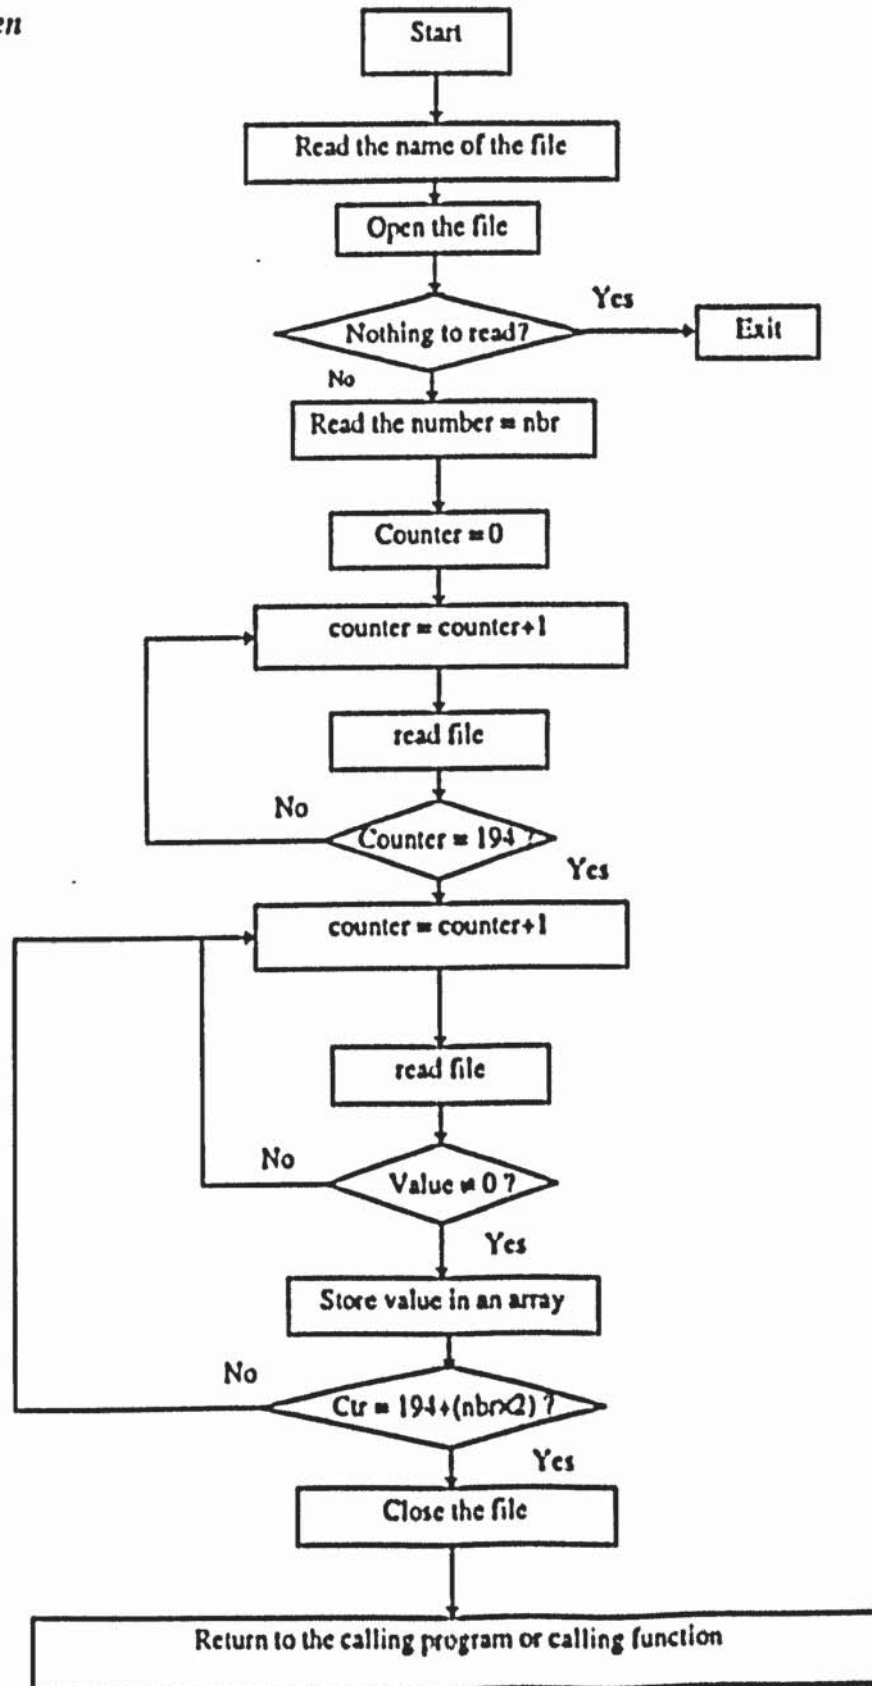 en
Start
Read the name of the file
Open the file
Yes
Nothing to read?
Exit
No
Read the number = nbr
Counter = 0
counter = counter+1
read file
No
Counter = 194 ?
Yes
counter = counter+1
read file
No
Value ≠ 0 ?
Yes
Store value in an array
No
Ctr = 194+(nbr×2) ?
Yes
Close the file
Return to the calling program or calling function